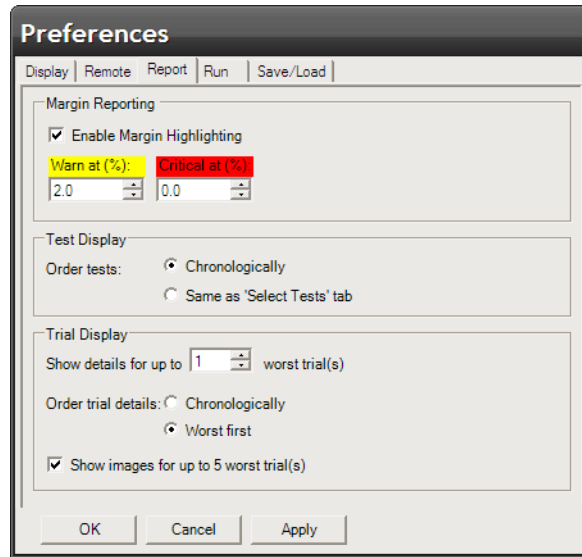 Preferences
Display Remote Report Run Save/Load
Margin Reporting
Enable Margin Highlighting
Warn at (%): Critical at (%):
2.0 0.0
Test Display
Order tests: Chronologically
Same as 'Select Tests' tab
Trial Display
Show details for up to 1 worst trial(s)
Order trial details: Chronologically
Worst first
Show images for up to 5 worst trial(s)
OK Cancel Apply